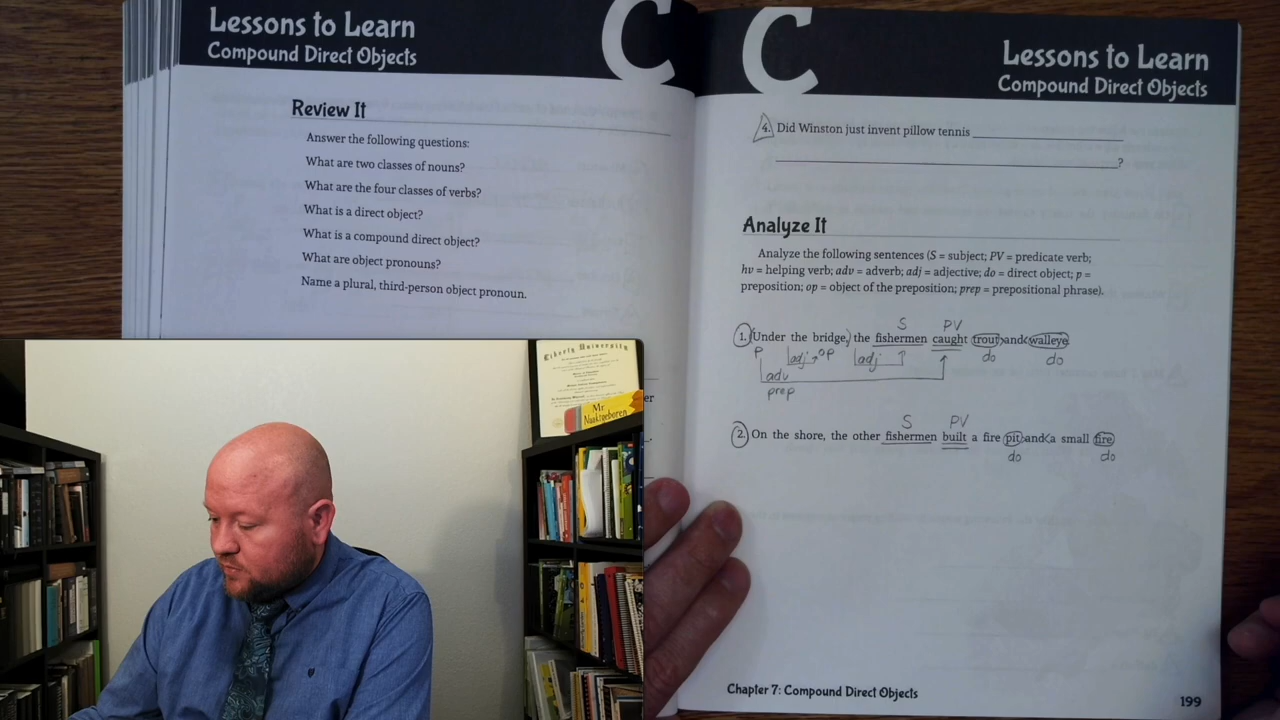 Lessons to Learn
Compound Direct Objects
C
Review It
Answer the following questions:
What are two classes of nouns?
What are the four classes of verbs?
What is a direct object?
What is a compound direct object?
What are object pronouns?
Name a plural, third-person object pronoun.
er
C
Lessons to Learn
Compound Direct Objects
4. Did Winston just invent pillow tennis
?
Analyze It
Analyze the following sentences (S = subject; PV = predicate verb;
hv = helping verb; adv = adverb; adj = adjective; do = direct object; p =
preposition; op = object of the preposition; prep = prepositional phrase).
S PV
1. (Under the bridge,) the fishermen caught trout and walleye.
p adj op adj do do
adv
prep
S PV
2. On the shore, the other fishermen built a fire pit and a small fire
do do
Chapter 7: Compound Direct Objects
199
Liberty University
Mr.
Nuktgeboren